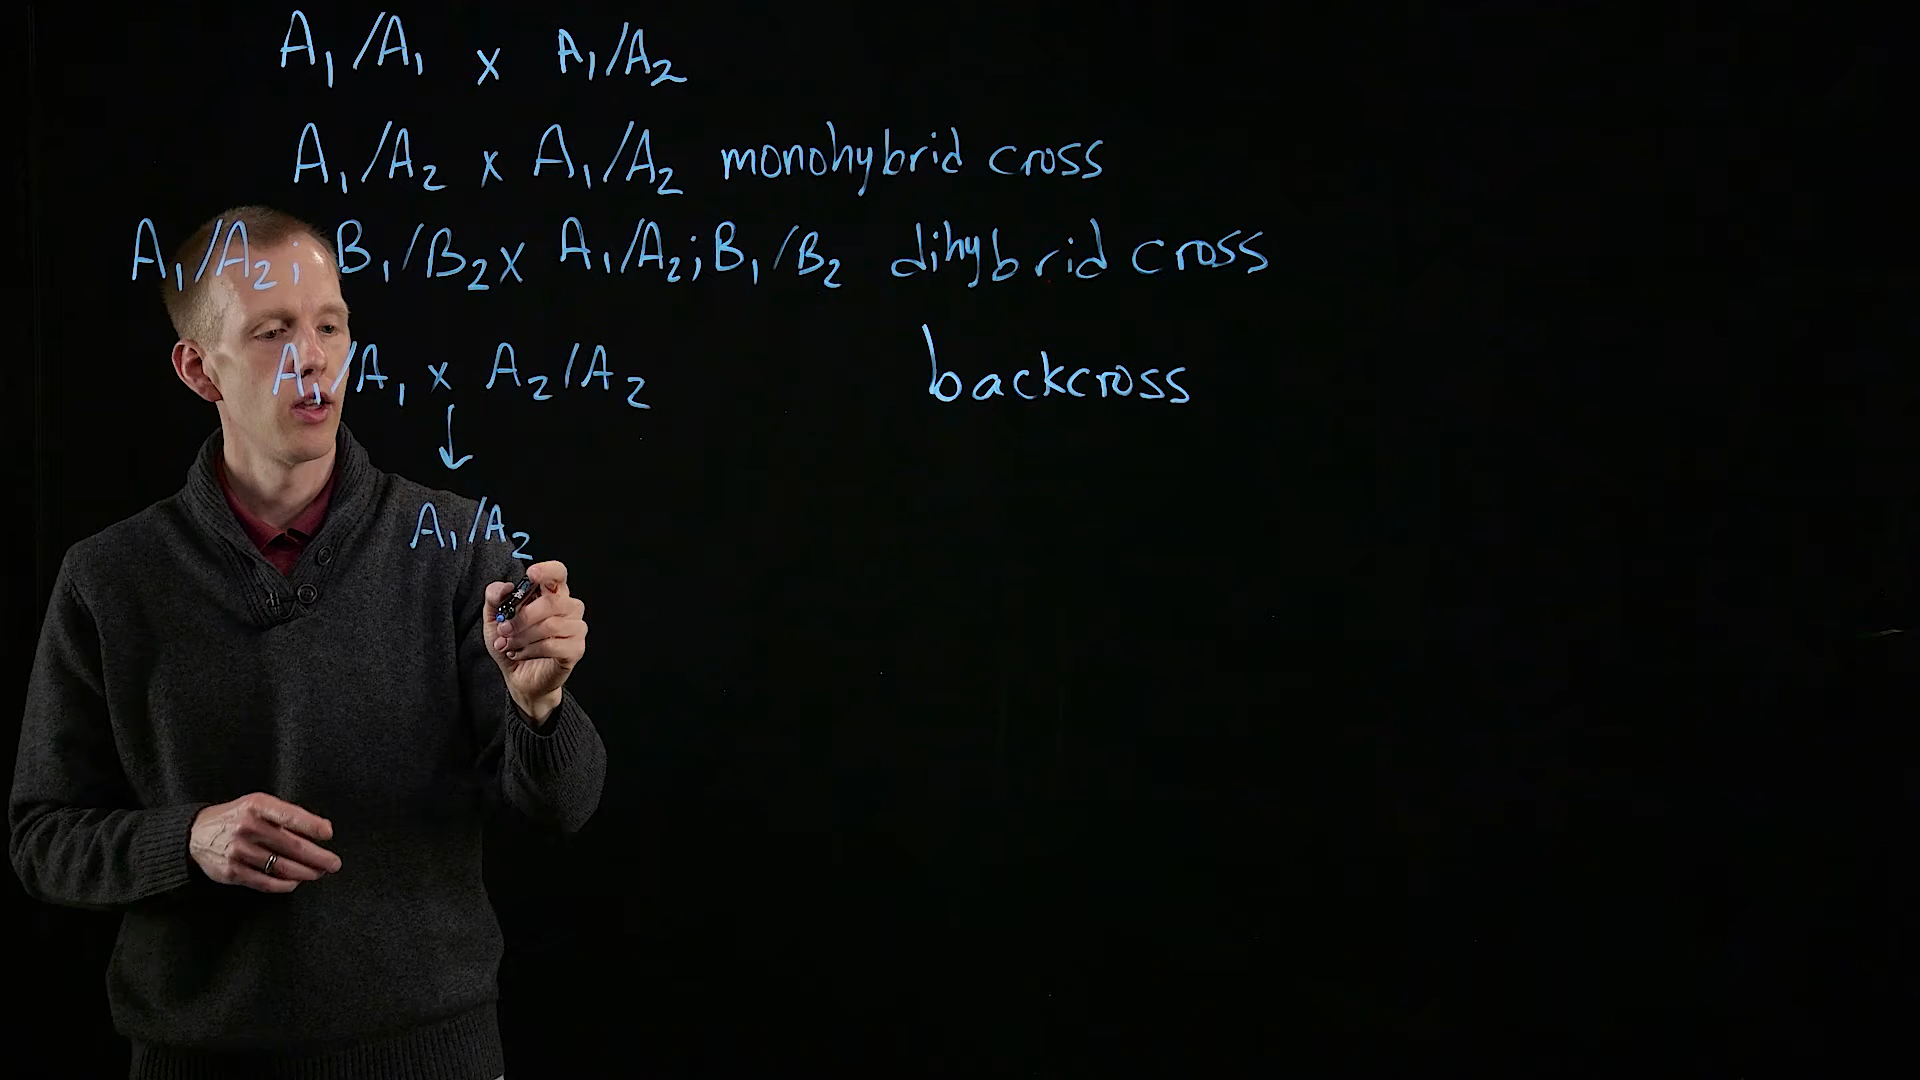 A₁/A₁ x A₁/A₂
A₁/A₂ x A₁/A₂ monohybrid cross
A₁/A₂; B₁/B₂ x A₁/A₂; B₁/B₂ dihybrid cross
A₁/A₁ x A₂/A₂ backcross
↓
A₁/A₂